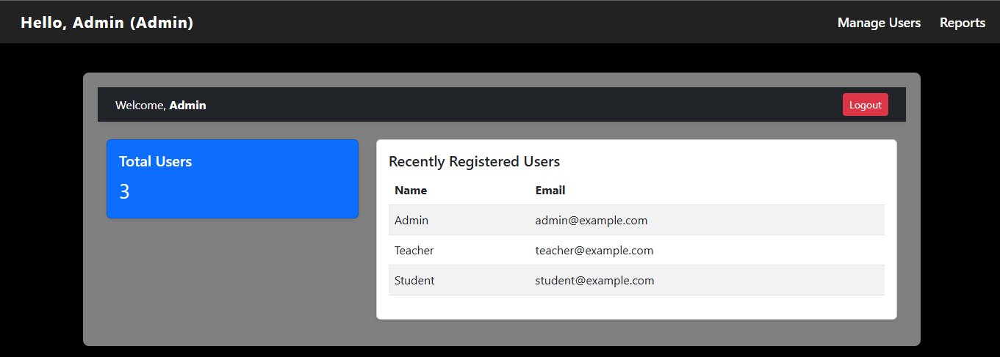 Hello, Admin (Admin) Manage Users Reports
Welcome, Admin Logout
Total Users
3
Recently Registered Users
Name Email
Admin admin@example.com
Teacher teacher@example.com
Student student@example.com